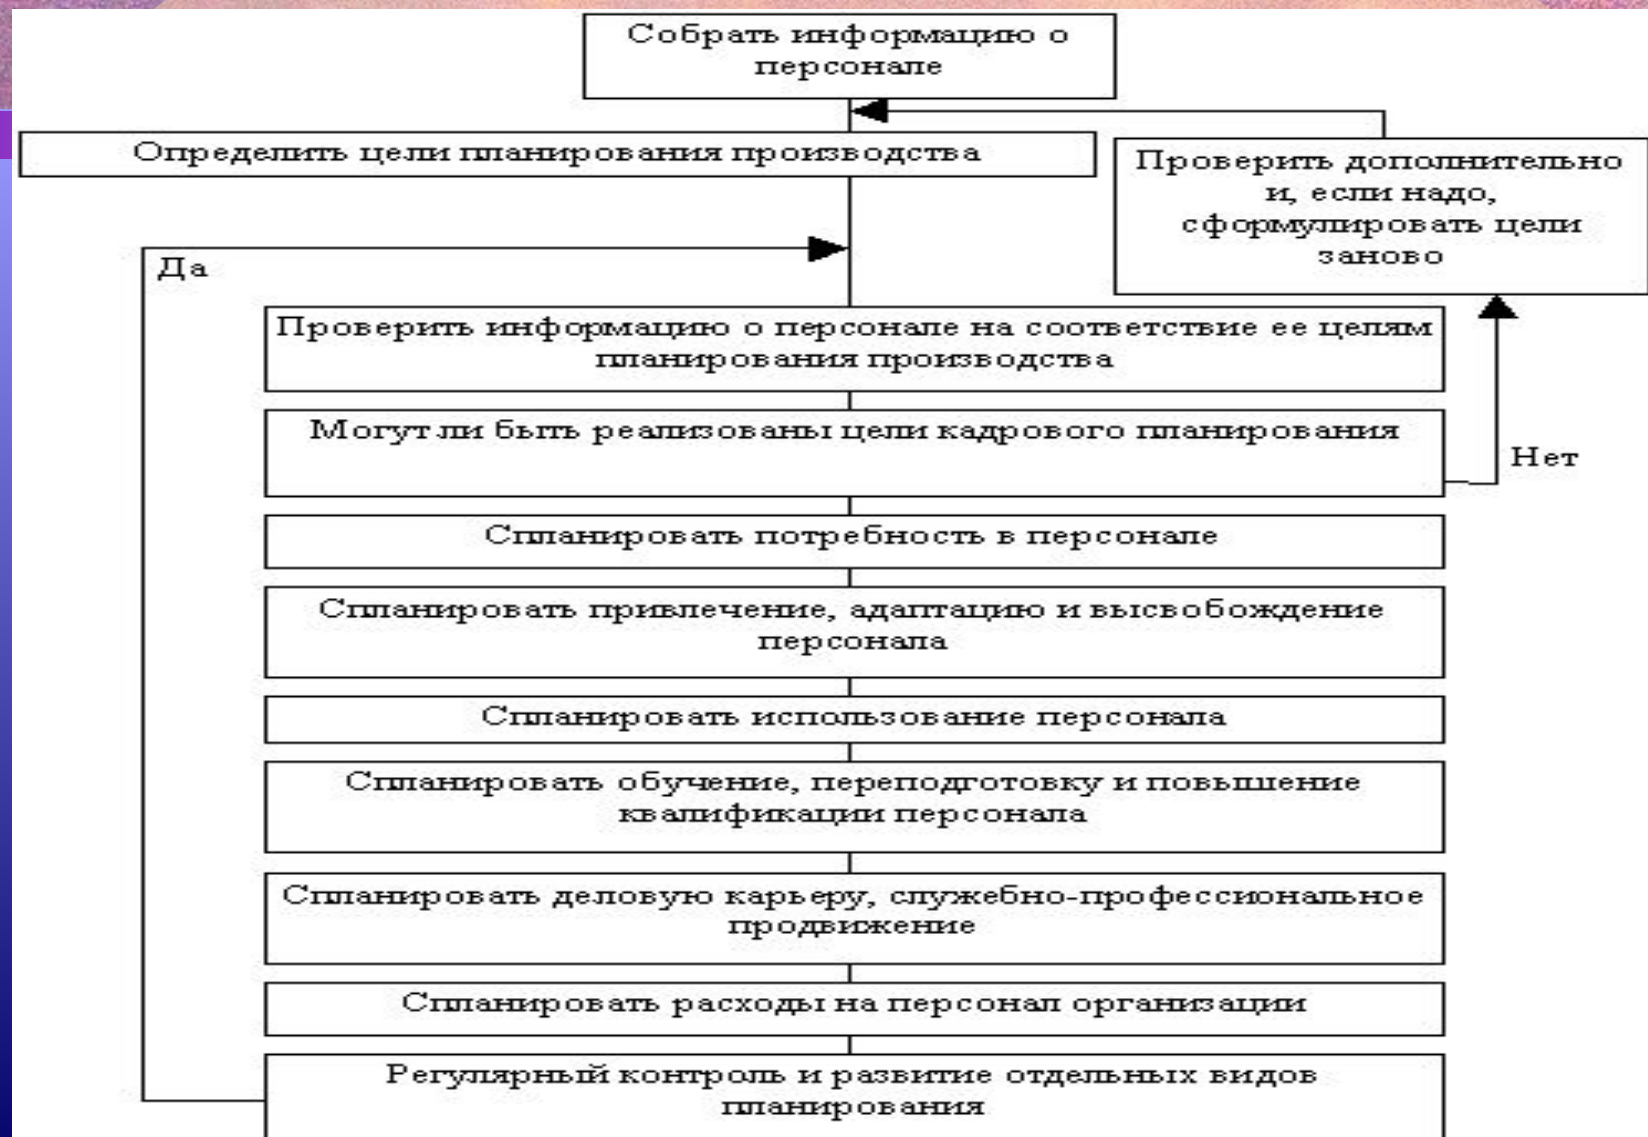 Собрать информацию о
персонале
Определить цели планирования производства
Проверить дополнительно
и, если надо,
сформулировать цели
заново
Да
Проверить информацию о персонале на соответствие ее целям
планирования производства
Могут ли быть реализованы цели кадрового планирования
Нет
Спланировать потребность в персонале
Спланировать привлечение, адаптацию и высвобождение
персонала
Спланировать использование персонала
Спланировать обучение, переподготовку и повышение
квалификации персонала
Спланировать деловую карьеру, служебно-профессиональное
продвижение
Спланировать расходы на персонал организации
Регулярный контроль и развитие отдельных видов
планирования